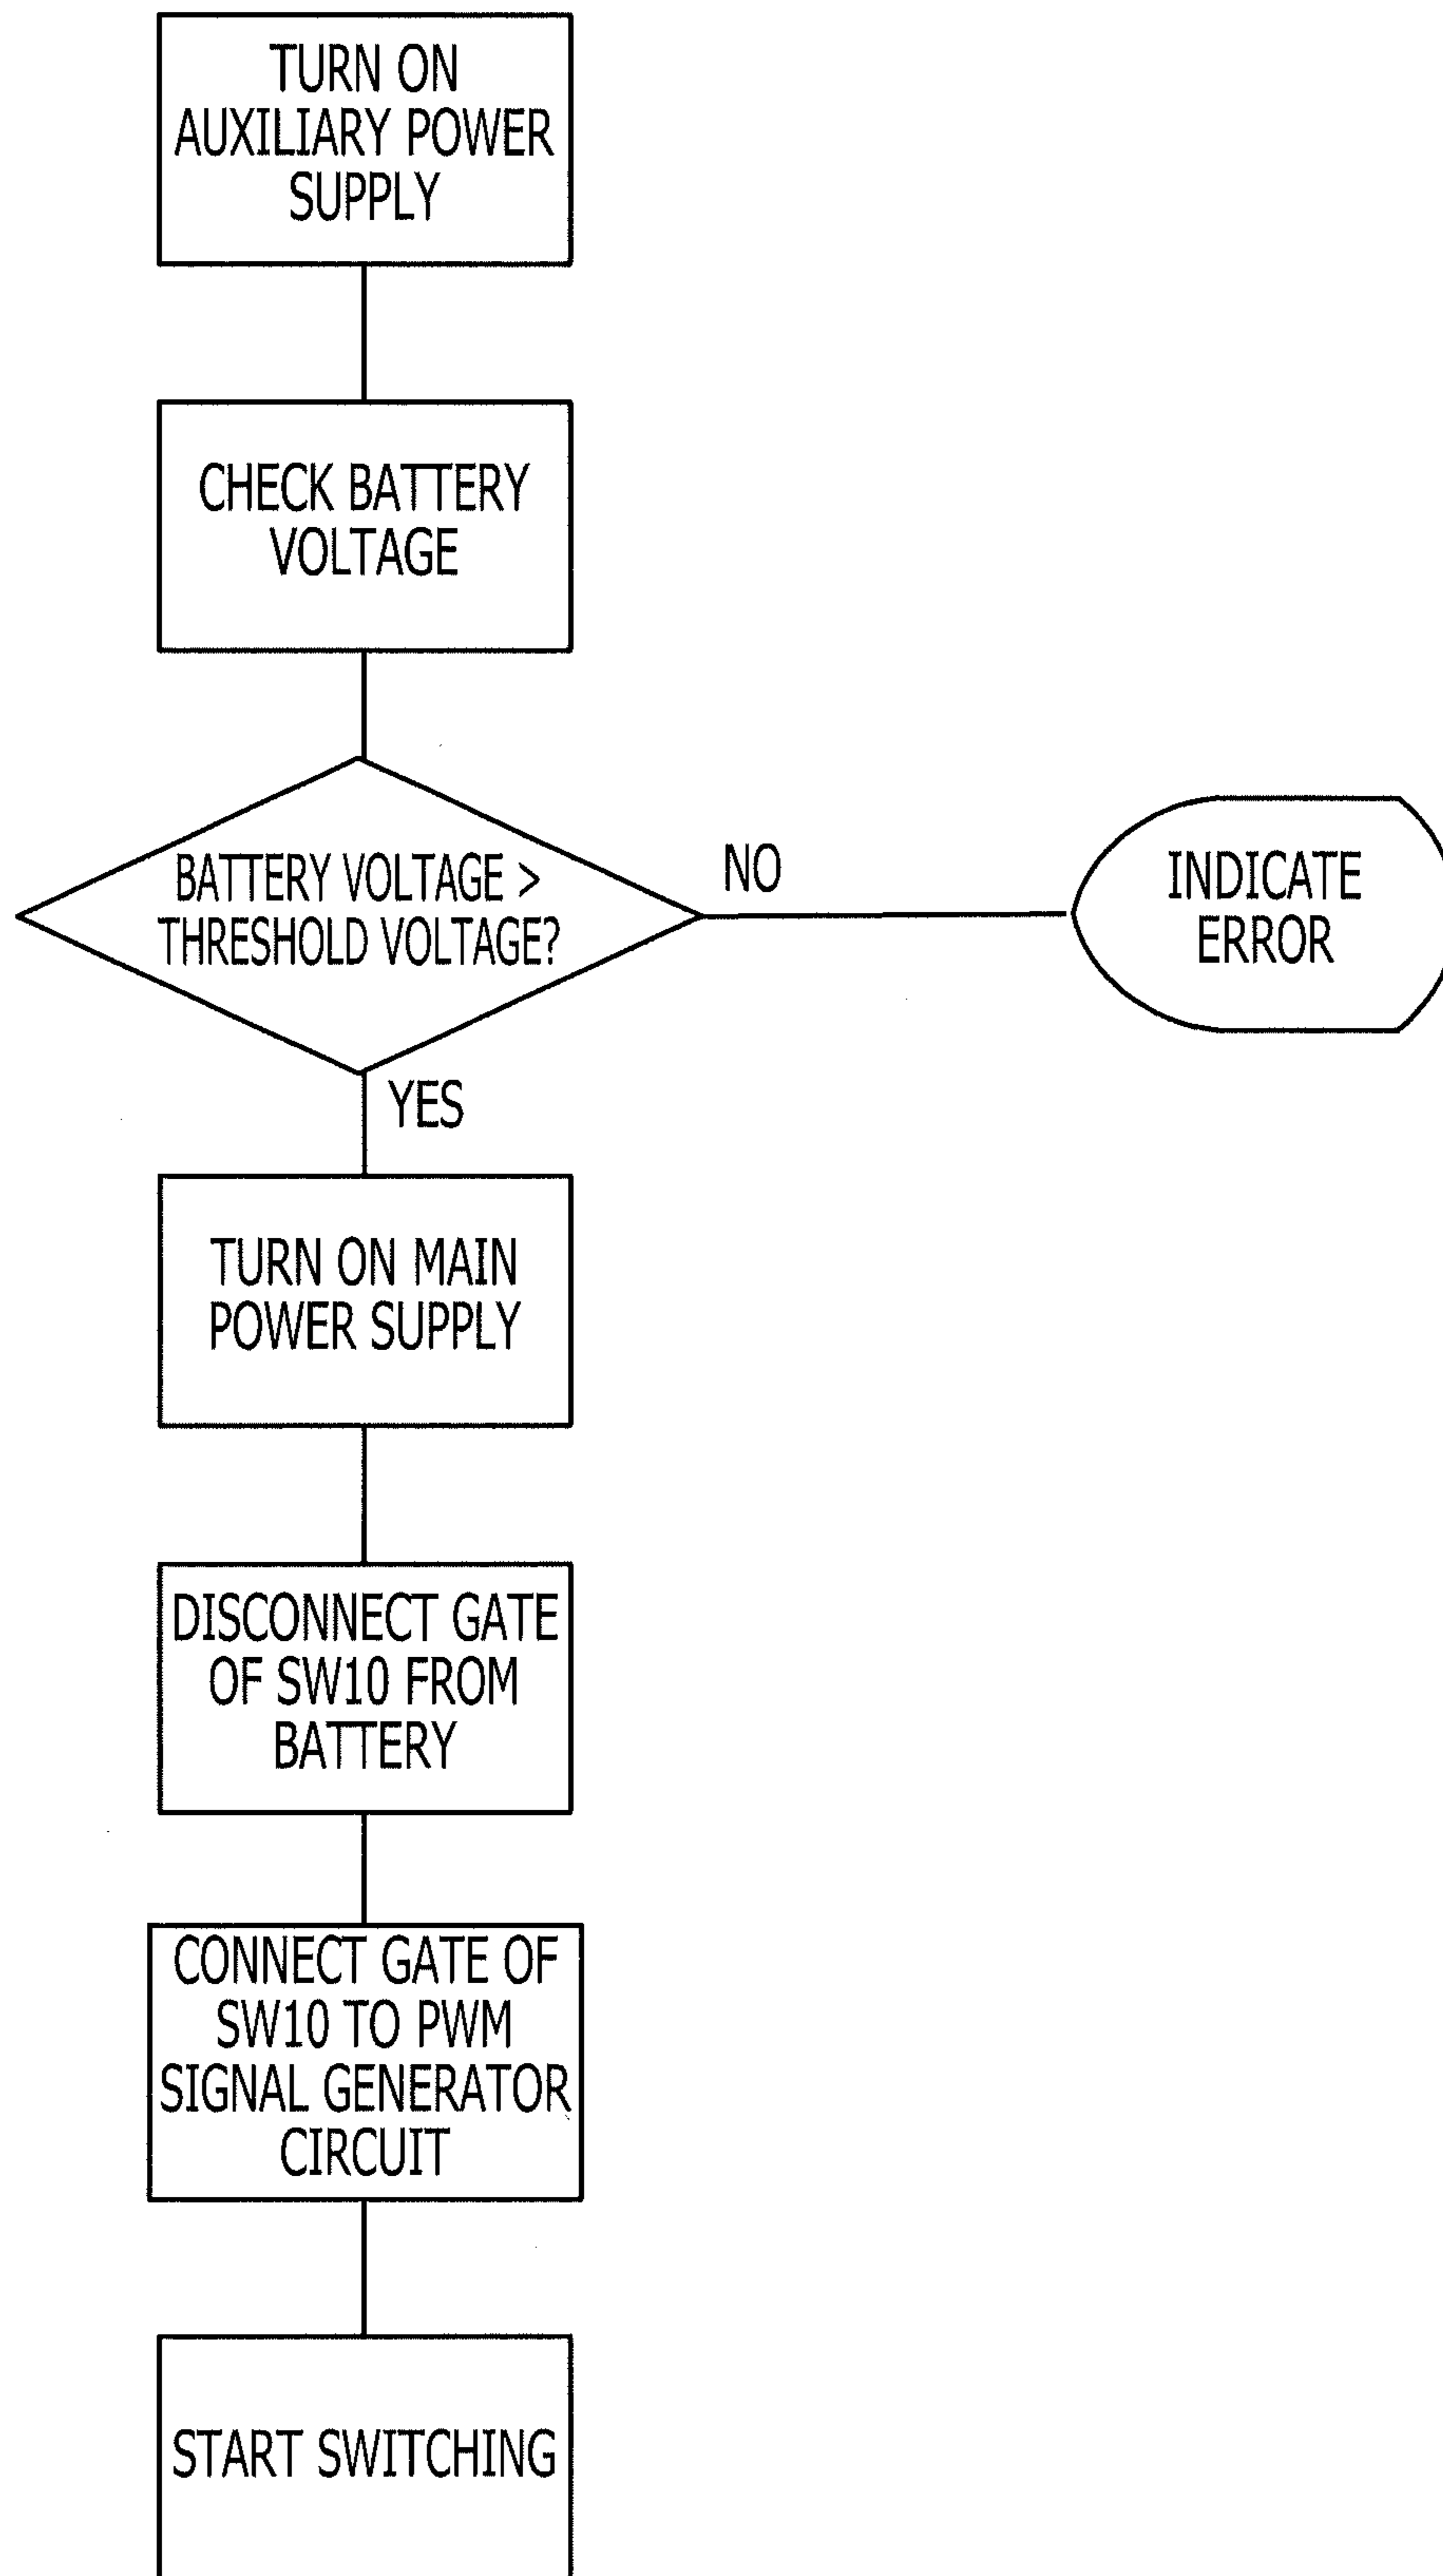 TURN ON
AUXILIARY POWER
SUPPLY
CHECK BATTERY
VOLTAGE
BATTERY VOLTAGE >
THRESHOLD VOLTAGE?
NO
INDICATE
ERROR
YES
TURN ON MAIN
POWER SUPPLY
DISCONNECT GATE
OF SW10 FROM
BATTERY
CONNECT GATE OF
SW10 TO PWM
SIGNAL GENERATOR
CIRCUIT
START SWITCHING